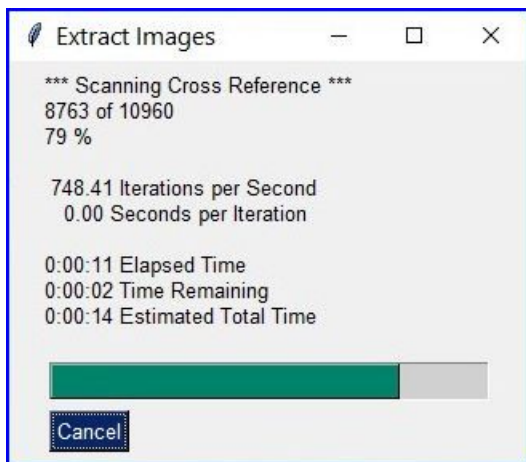 Extract Images
*** Scanning Cross Reference ***
8763 of 10960
79 %
748.41 Iterations per Second
0.00 Seconds per Iteration
0:00:11 Elapsed Time
0:00:02 Time Remaining
0:00:14 Estimated Total Time
Cancel